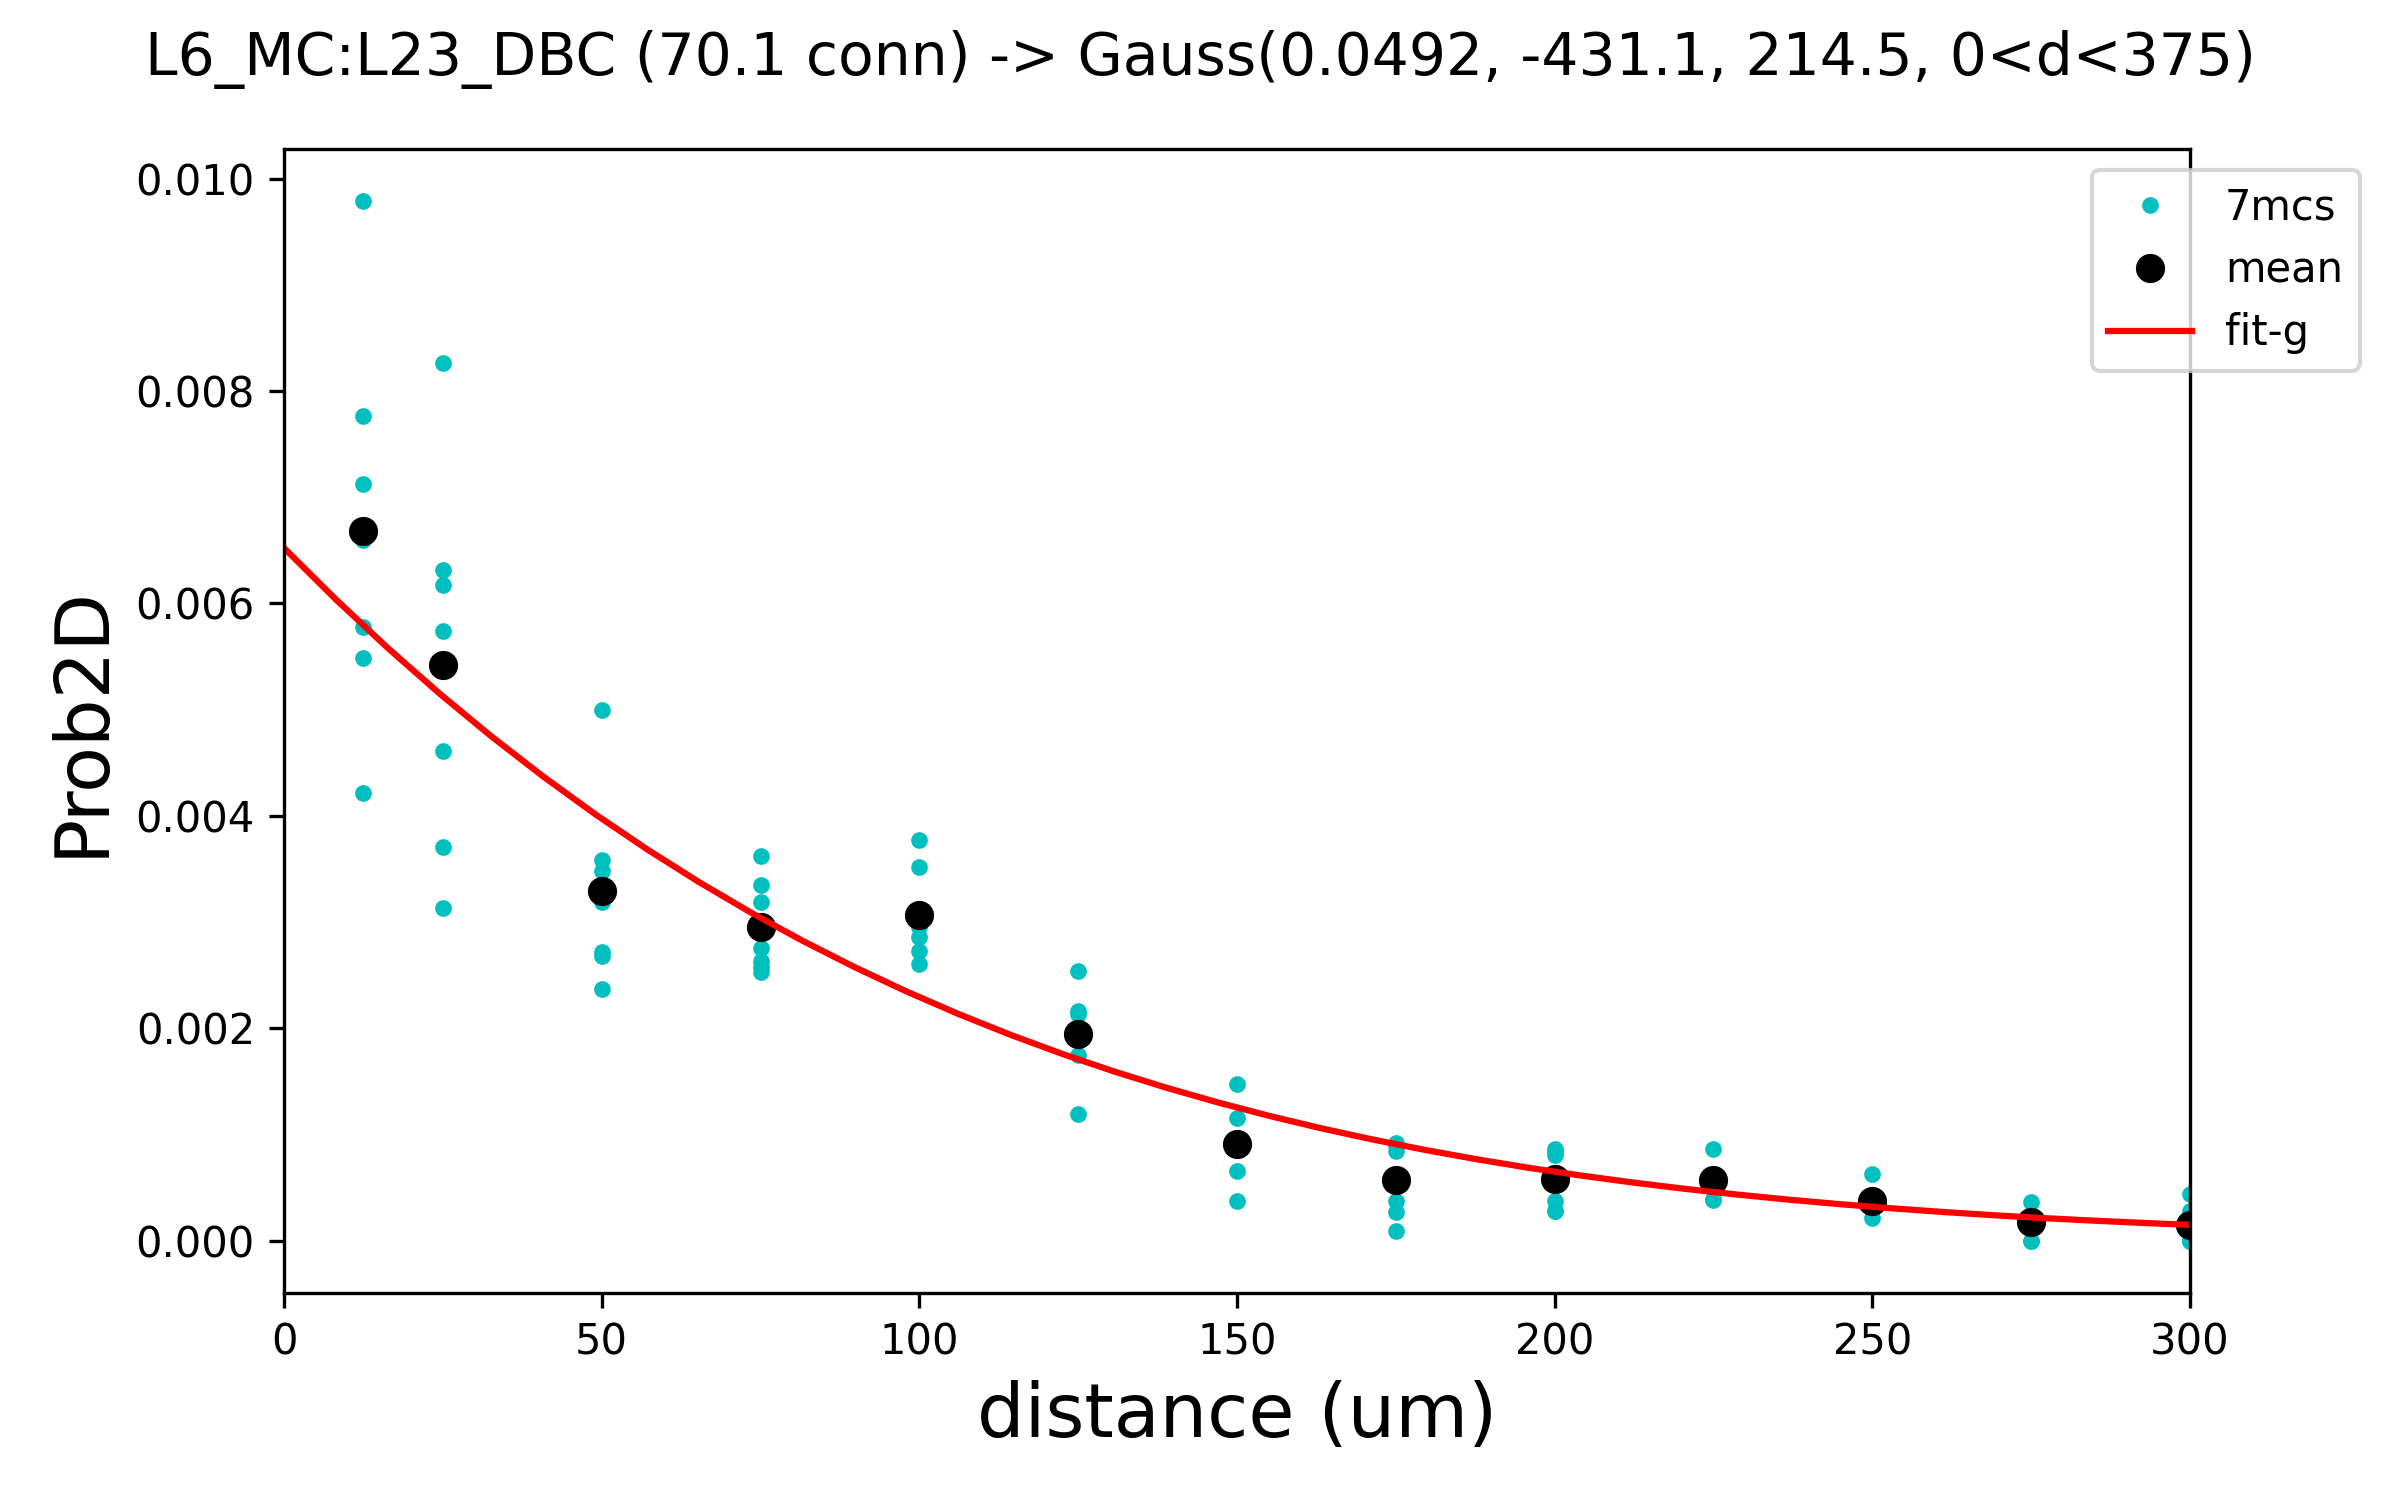 L6_MC:L23_DBC (70.1 conn) -> Gauss(0.0492, -431.1, 214.5, 0<d<375)
0.010
0.008
0.006
0.004
0.002
0.000
Prob2D
7mcs
mean
fit-g
0 50 100 150 200 250 300
distance (um)